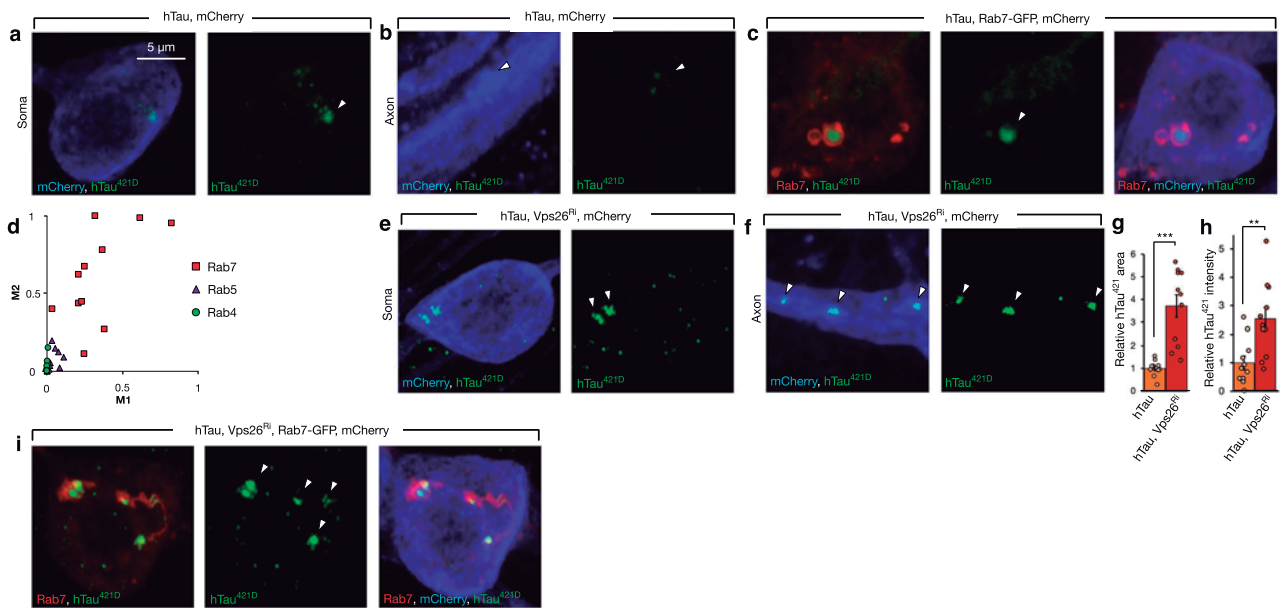 hTau, mCherry
a
5 µm
Soma
mCherry, hTau421D
hTau421D
hTau, mCherry
b
Axon
mCherry, hTau421D
hTau421D
hTau, Rab7-GFP, mCherry
c
Rab7, hTau421D
hTau421D
Rab7, mCherry, hTau421D
d
1
M2
0.5
0
0
0.5
1
M1
Rab7
Rab5
Rab4
hTau, Vps26Ri, mCherry
e
Soma
mCherry, hTau421D
hTau421D
hTau, Vps26Ri, mCherry
f
Axon
mCherry, hTau421D
hTau421D
g
***
Relative hTau421 area
6
5
4
3
2
1
0
hTau
hTau, Vps26Ri
h
**
Relative hTau421 intensity
5
4
3
2
1
0
hTau
hTau, Vps26Ri
hTau, Vps26Ri, Rab7-GFP, mCherry
i
Rab7, hTau421D
hTau421D
Rab7, mCherry, hTau421D